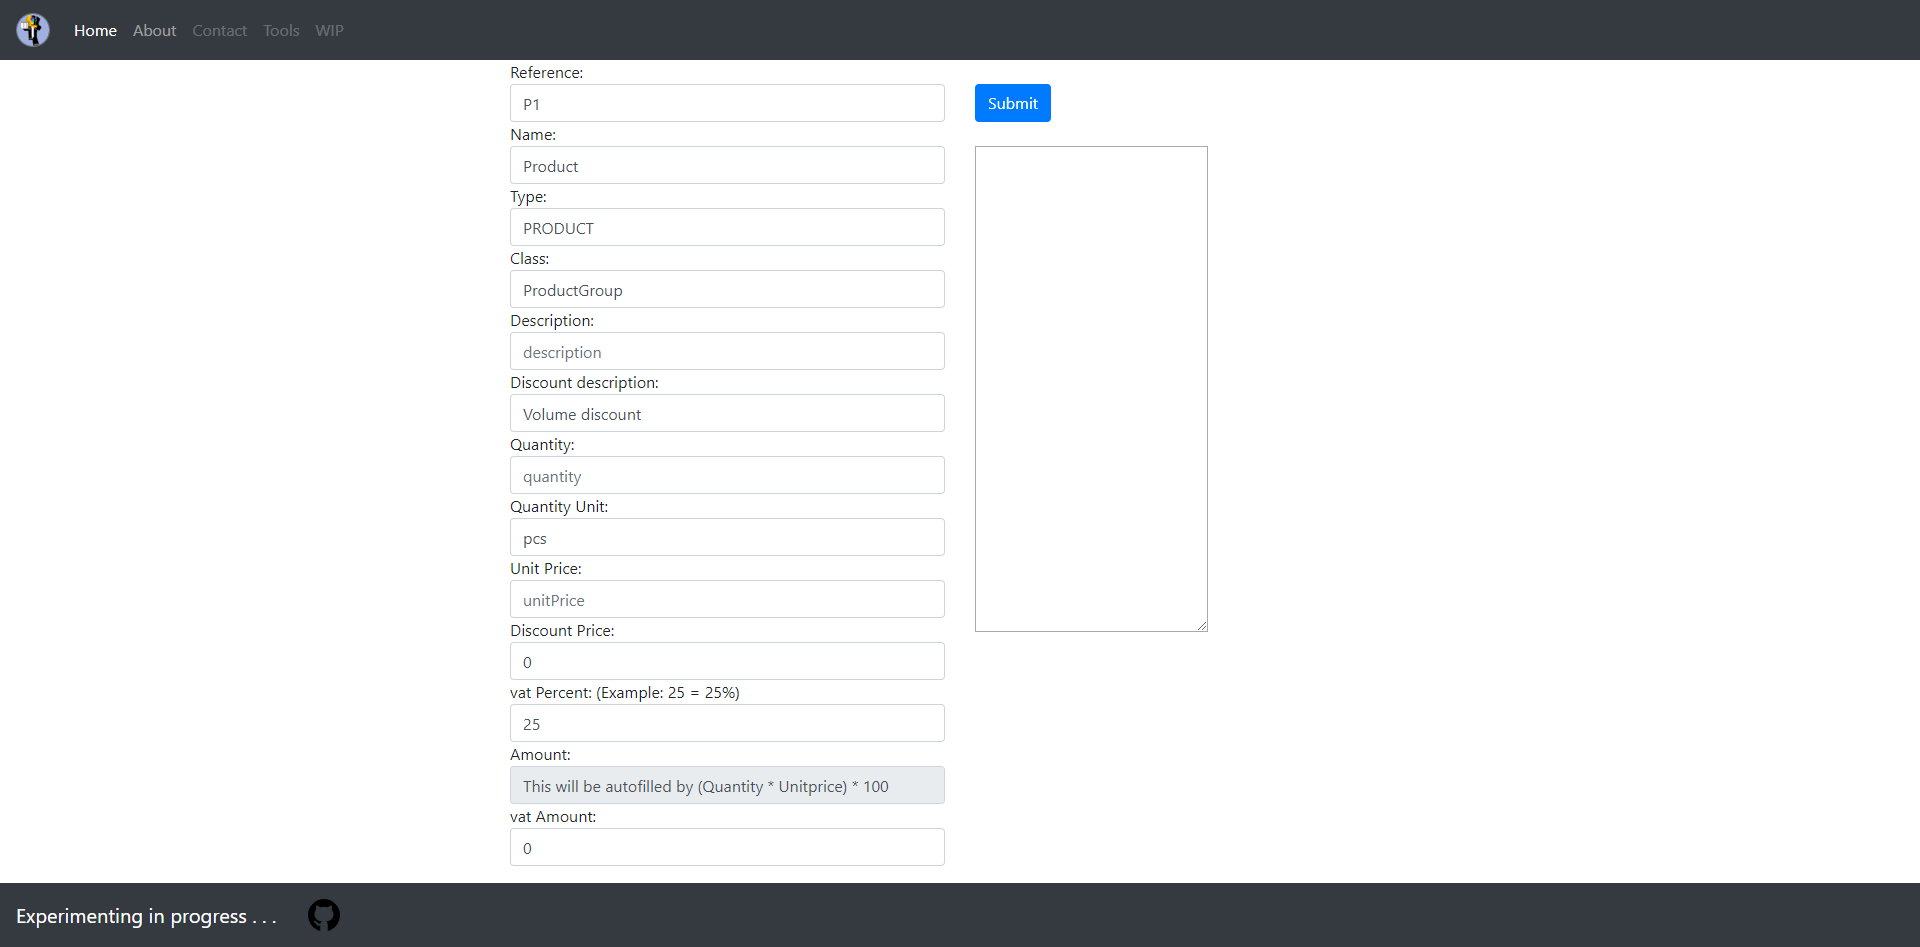 Home About Contact Tools WIP
Reference:
P1
Submit
Name:
Product
Type:
PRODUCT
Class:
ProductGroup
Description:
description
Discount description:
Volume discount
Quantity:
quantity
Quantity Unit:
pcs
Unit Price:
unitPrice
Discount Price:
0
vat Percent: (Example: 25 = 25%)
25
Amount:
This will be autofilled by (Quantity * Unitprice) * 100
vat Amount:
0
Experimenting in progress . . .